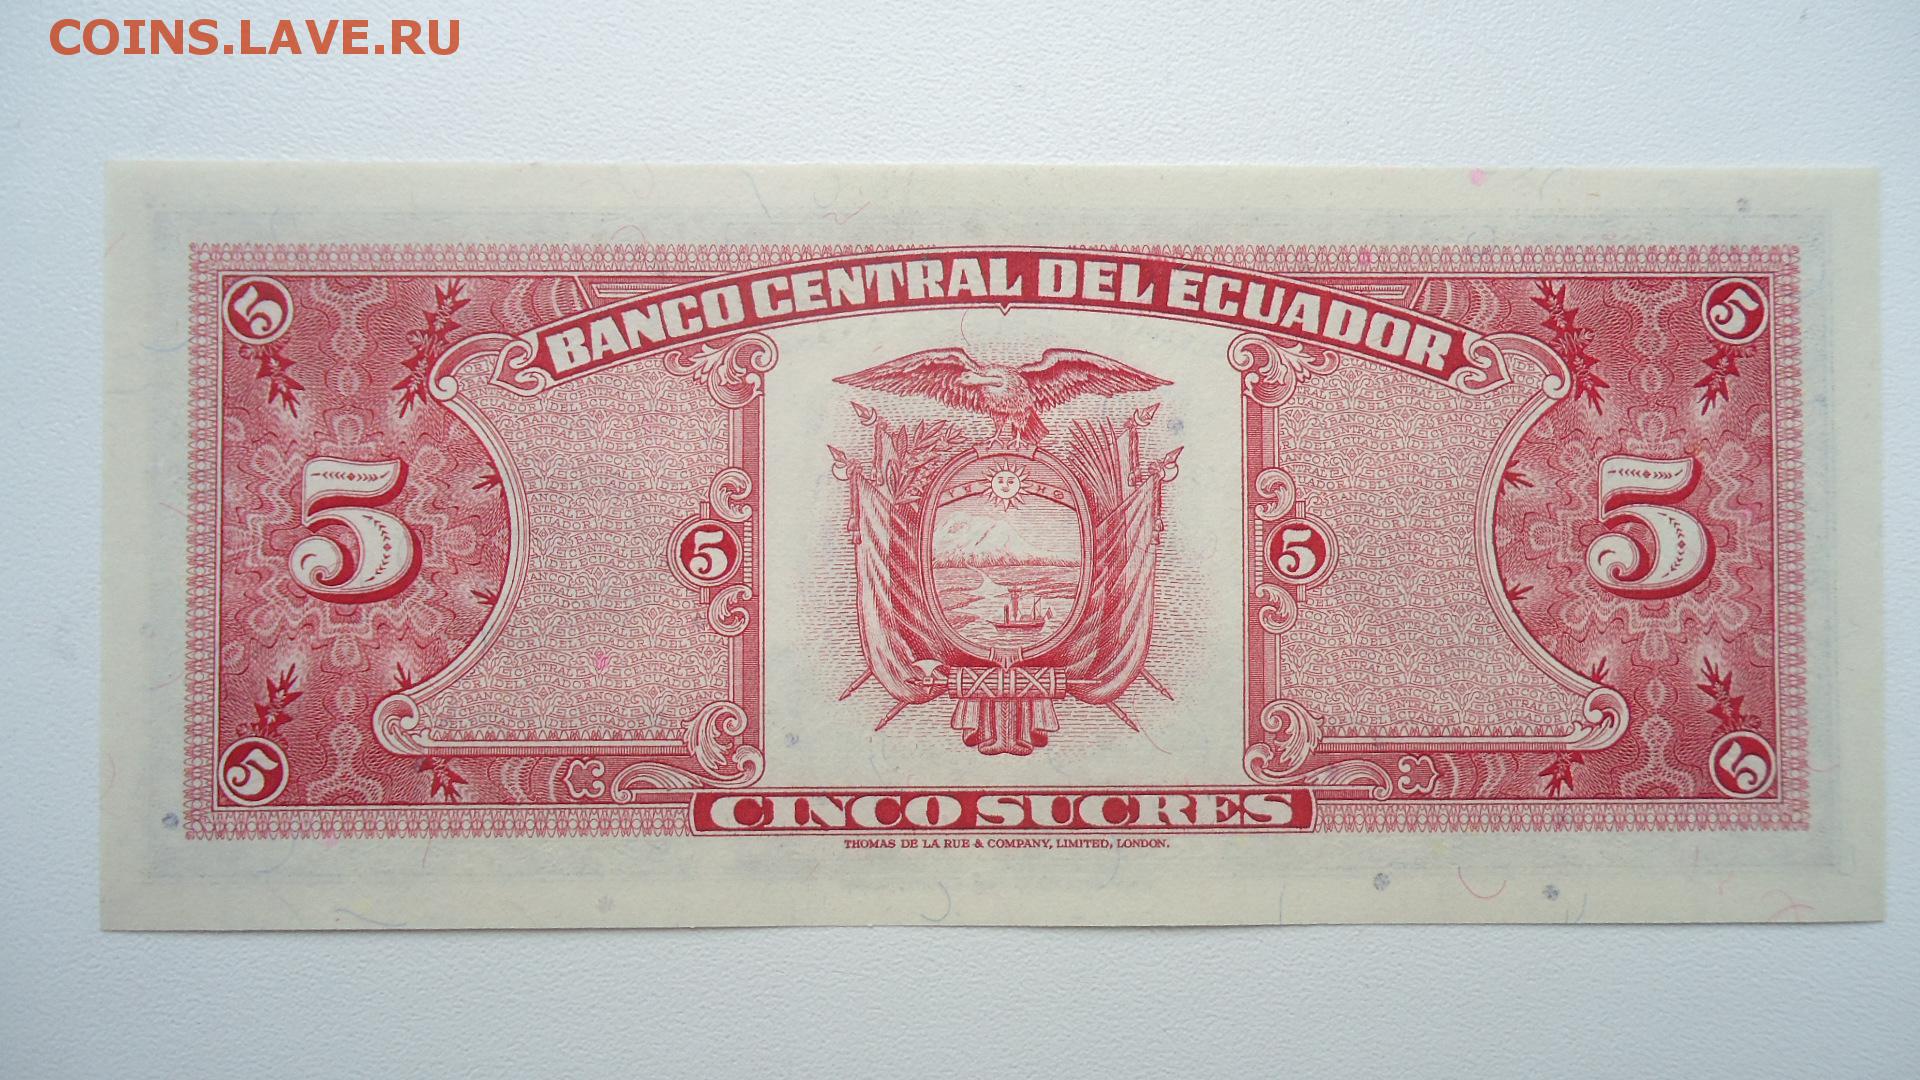 COINS.LAVE.RU
BANCO CENTRAL DEL ECUADOR
5 5
5 5
5 5
5 5
CINCO SUCRES
THOMAS DE LA RUE & COMPANY, LIMITED, LONDON.